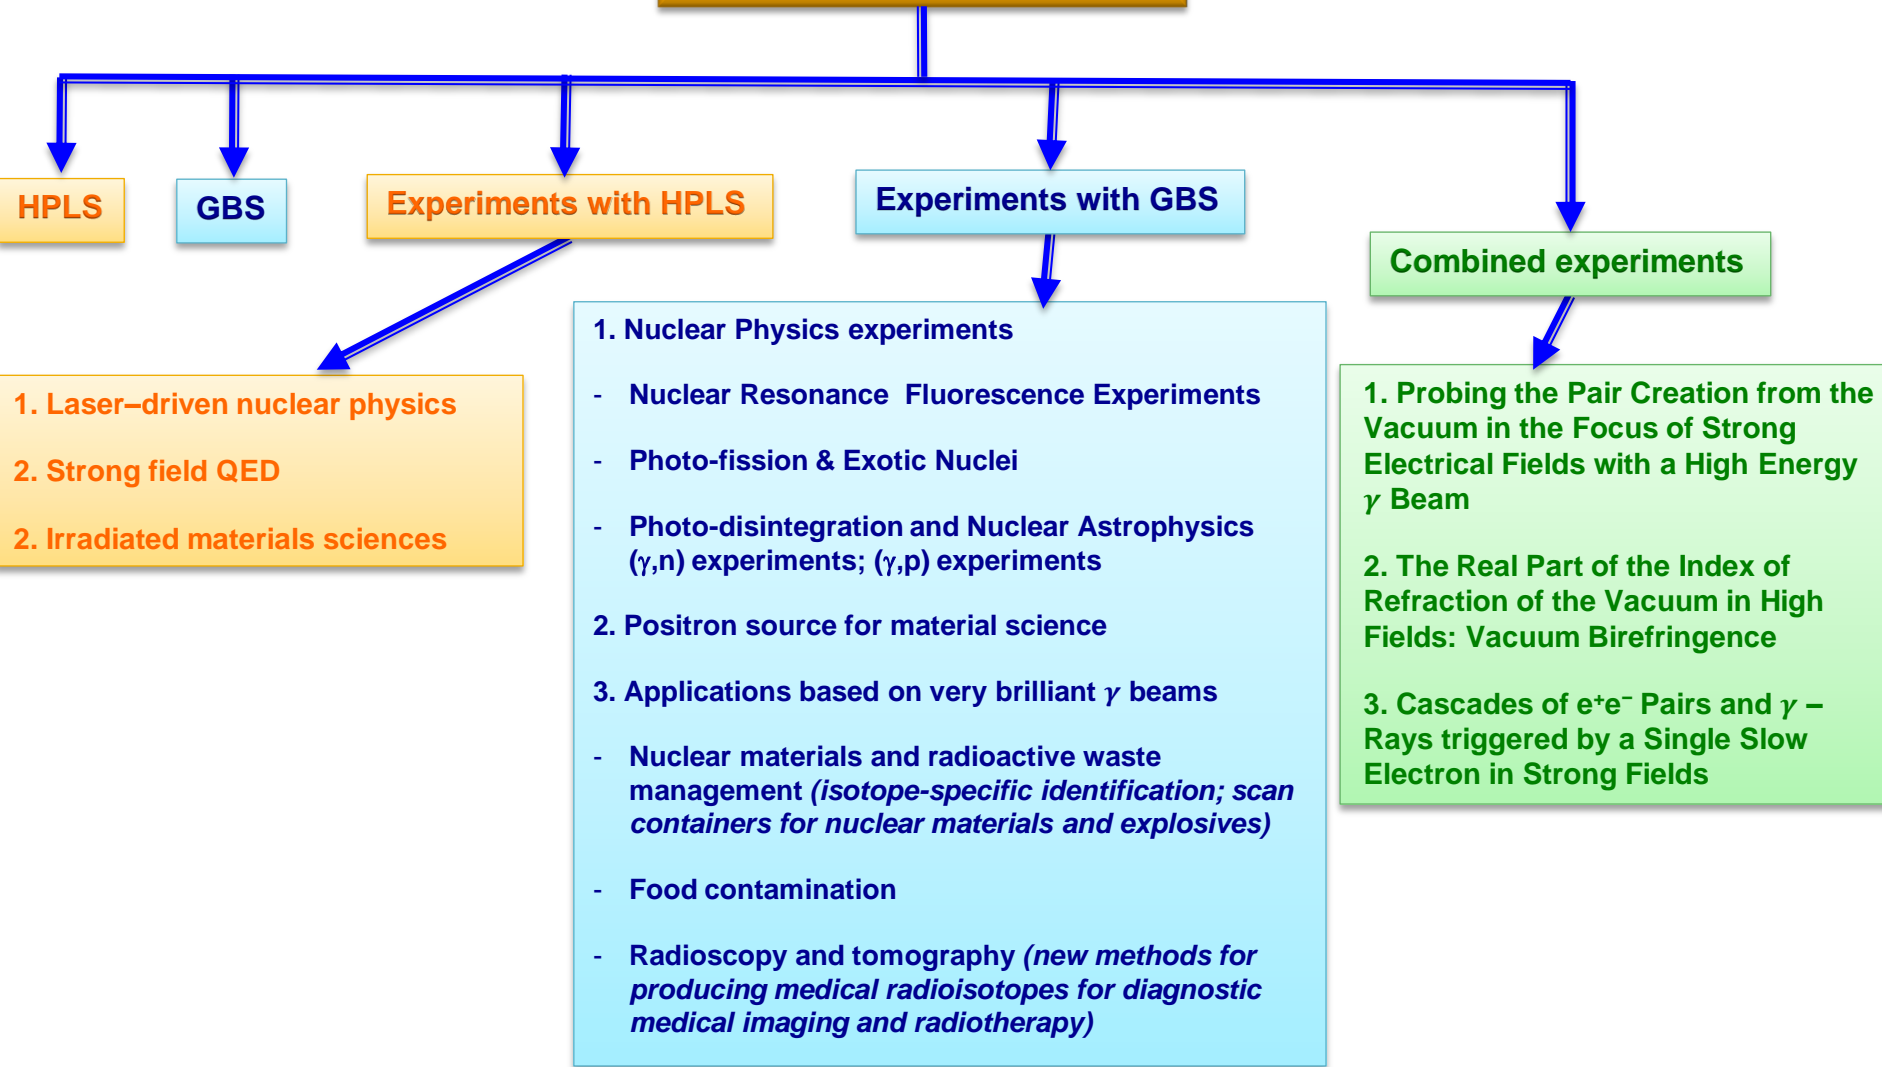 HPLS
GBS
Experiments with HPLS
Experiments with GBS
Combined experiments
1. Laser–driven nuclear physics
2. Strong field QED
2. Irradiated materials sciences
1. Nuclear Physics experiments
- Nuclear Resonance Fluorescence Experiments
- Photo-fission & Exotic Nuclei
- Photo-disintegration and Nuclear Astrophysics
(γ,n) experiments; (γ,p) experiments
2. Positron source for material science
3. Applications based on very brilliant γ beams
- Nuclear materials and radioactive waste
management (isotope-specific identification; scan
containers for nuclear materials and explosives)
- Food contamination
- Radioscopy and tomography (new methods for
producing medical radioisotopes for diagnostic
medical imaging and radiotherapy)
1. Probing the Pair Creation from the
Vacuum in the Focus of Strong
Electrical Fields with a High Energy
γ Beam
2. The Real Part of the Index of
Refraction of the Vacuum in High
Fields: Vacuum Birefringence
3. Cascades of e⁺e⁻ Pairs and γ –
Rays triggered by a Single Slow
Electron in Strong Fields